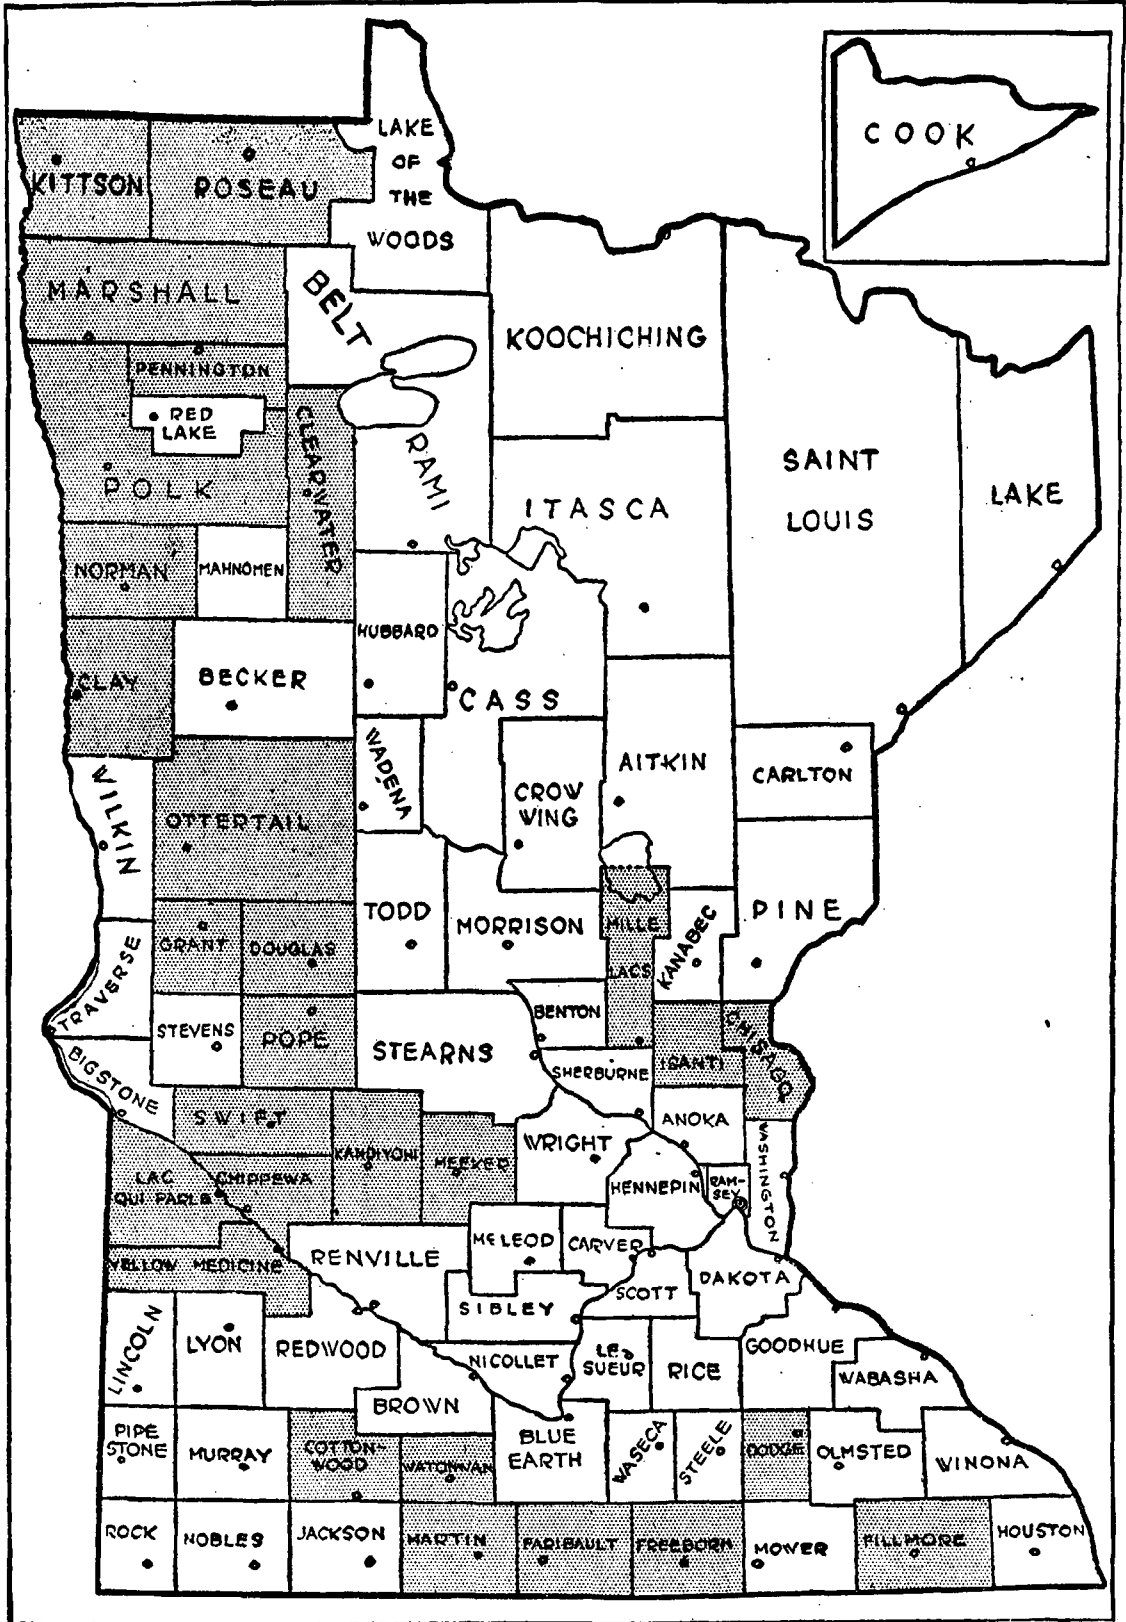 COOK
LAKE
OF
THE
WOODS
KITTSON
ROSEAU
MARSHALL
BELT
RAMI
KOOCHICHING
PENNINGTON
RED
LAKE
CLEARWATER
POLK
SAINT
LOUIS
LAKE
ITASCA
NORMAN
MAHNOMEN
HUBBARD
CLAY
BECKER
CASS
WADENA
AITKIN
CARLTON
CROW
WING
WILKIN
OTTERTAIL
TODD
MORRISON
MILLE
LACS
KANABEC
PINE
GRANT
DOUGLAS
TRAVERSE
STEVENS
POPE
STEARNS
BENTON
SHERBURNE
ISANTI
CHISAGO
BIGSTONE
SWIFT
KANDIYOHI
MEEKER
WRIGHT
ANOKA
WASHINGTON
LAC
QUI PARLE
CHIPPEWA
HENNEPIN
RAM-
SEY
YELLOW MEDICINE
RENVILLE
McLEOD
CARVER
SCOTT
DAKOTA
SIBLEY
LINCOLN
LYON
REDWOOD
NICOLLET
LE
SUEUR
RICE
GOODHUE
WABASHA
BROWN
PIPE
STONE
MURRAY
COTTON-
WOOD
WATONWAN
BLUE
EARTH
WASECA
STEELE
DODGE
OLMSTED
WINONA
ROCK
NOBLES
JACKSON
MARTIN
FARIBAULT
FREEBORN
MOWER
FILLMORE
HOUSTON